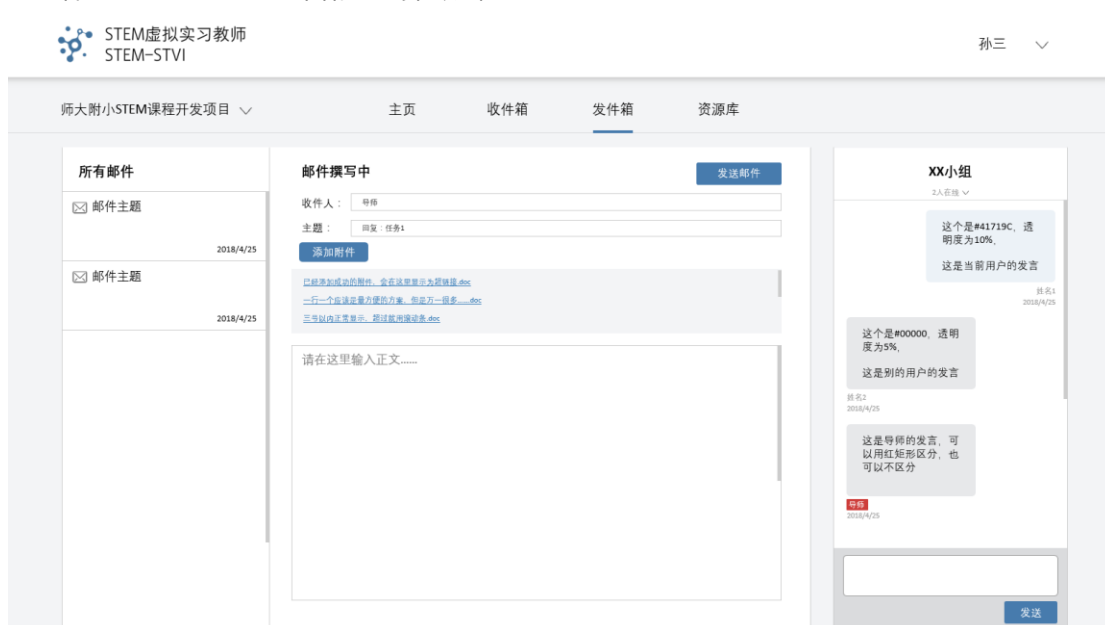 STEM虚拟实习教师
STEM-STVI
孙三
师大附小STEM课程开发项目
主页
收件箱
发件箱
资源库
所有邮件
邮件主题
2018/4/25
邮件主题
2018/4/25
邮件撰写中
发送邮件
收件人：
导师
主题：
回复：任务1
添加附件
已经添加成功的附件，会在这里显示为超链接.doc
一行一个应该是最方便的方案，但是万一很多……doc
三号以内正常显示，超过就用滚动条.doc
请在这里输入正文……
XX小组
2人在线
这个是#41719C，透
明度为10%，
这是当前用户的发言
姓名1
2018/4/25
这个是#00000，透明
度为5%，
这是别的用户的发言
姓名2
2018/4/25
这是导师的发言，可
以用红矩形区分，也
可以不区分
导师
2018/4/25
发送